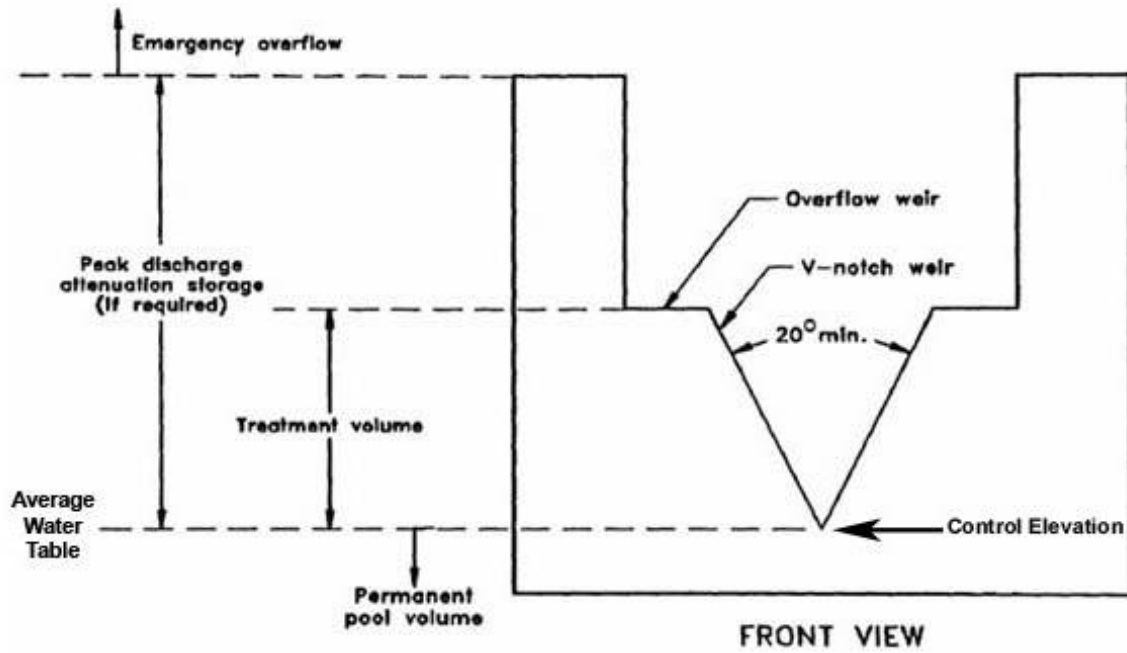 Emergency overflow
Overflow weir
V-notch weir
Peak discharge
attenuation storage
(If required)
20° min.
Treatment volume
Average
Water
Table
Control Elevation
Permanent
pool volume
FRONT VIEW